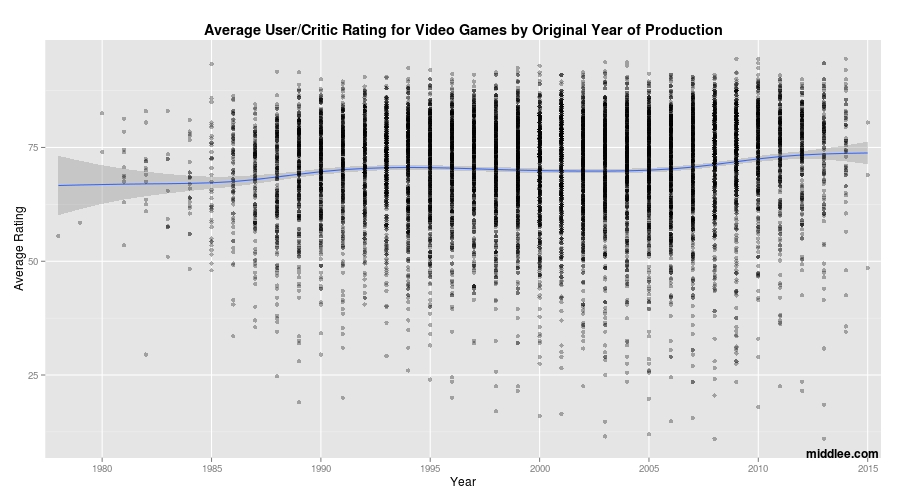 Average User/Critic Rating for Video Games by Original Year of Production
Average Rating
75
50
25
middlee.com
1980 1985 1990 1995 2000 2005 2010 2015
Year